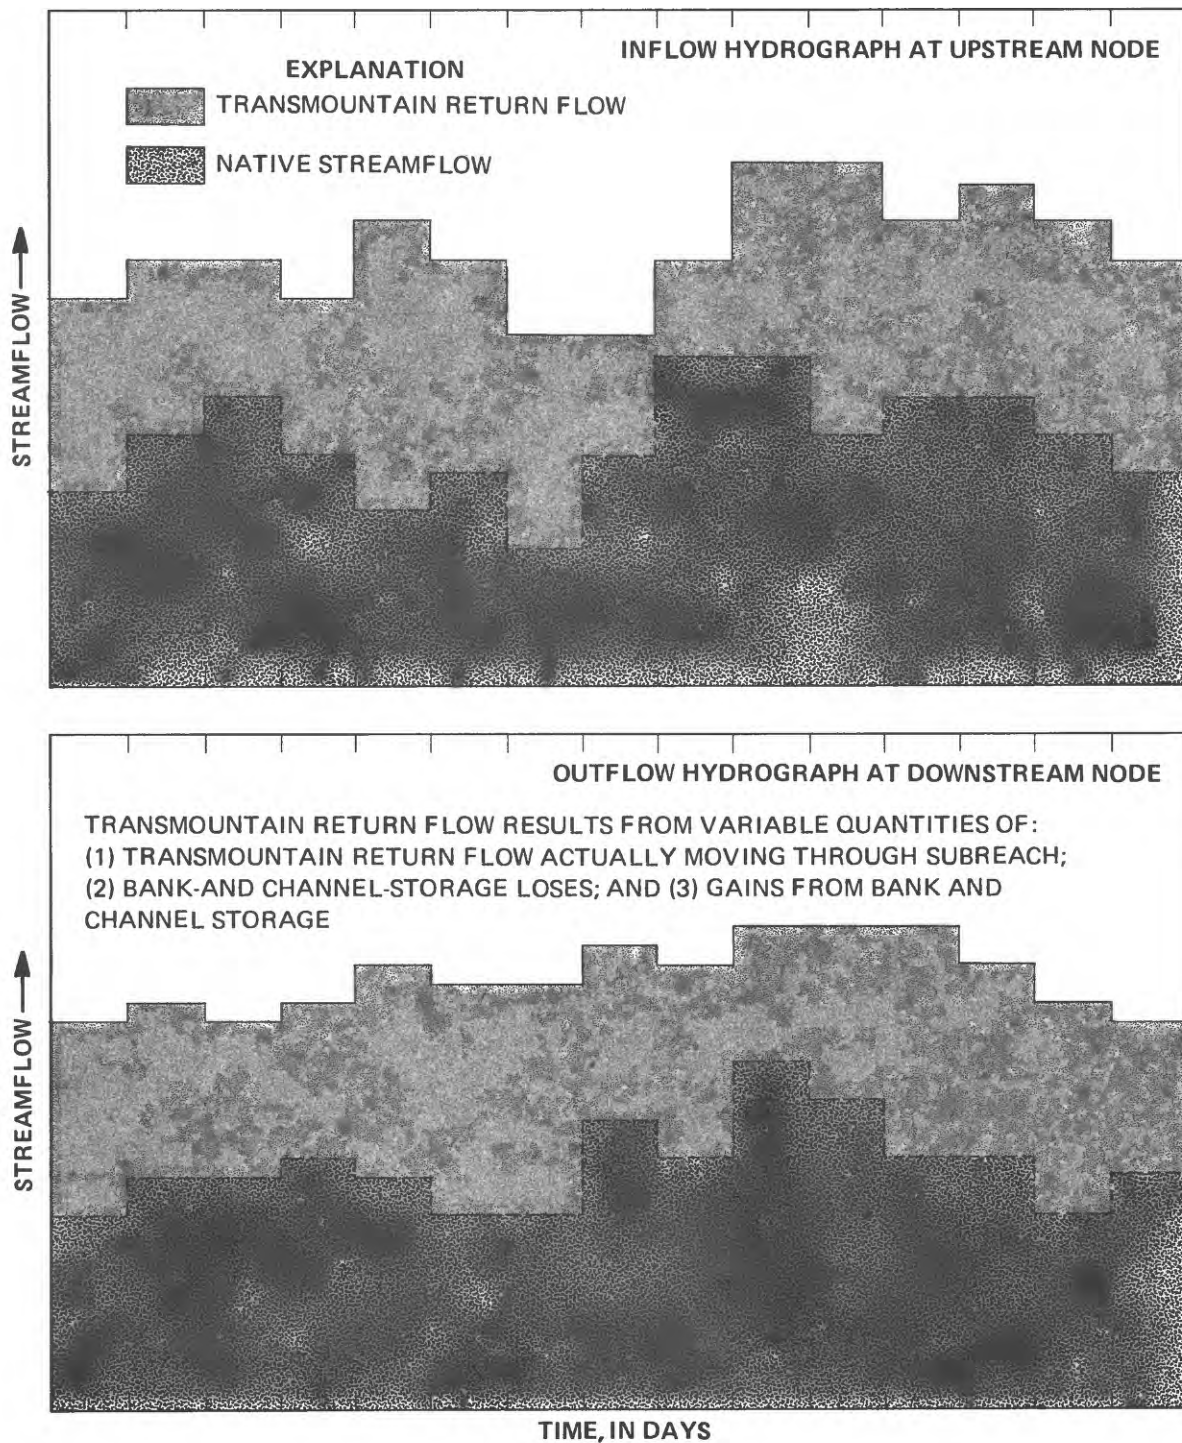 INFLOW HYDROGRAPH AT UPSTREAM NODE
EXPLANATION
TRANSMOUNTAIN RETURN FLOW
NATIVE STREAMFLOW
STREAMFLOW
OUTFLOW HYDROGRAPH AT DOWNSTREAM NODE
TRANSMOUNTAIN RETURN FLOW RESULTS FROM VARIABLE QUANTITIES OF:
(1) TRANSMOUNTAIN RETURN FLOW ACTUALLY MOVING THROUGH SUBREACH;
(2) BANK-AND CHANNEL-STORAGE LOSES; AND (3) GAINS FROM BANK AND
CHANNEL STORAGE
STREAMFLOW
TIME, IN DAYS